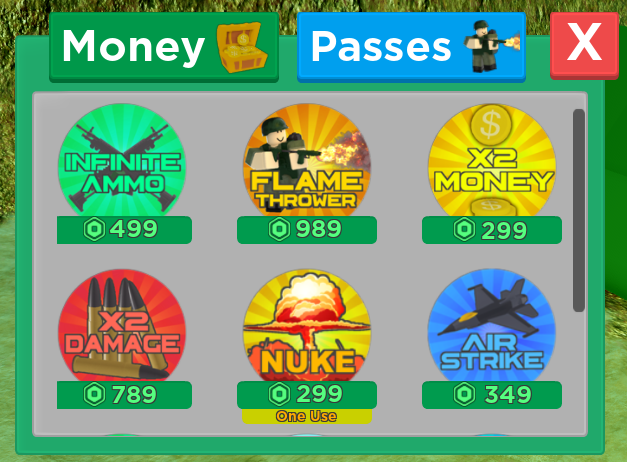 Money
Passes
X
INFINITE
AMMO
499
FLAME
THROWER
989
$
X2
MONEY
$
299
X2
DAMAGE
789
NUKE
299
One Use
AIR
STRIKE
349